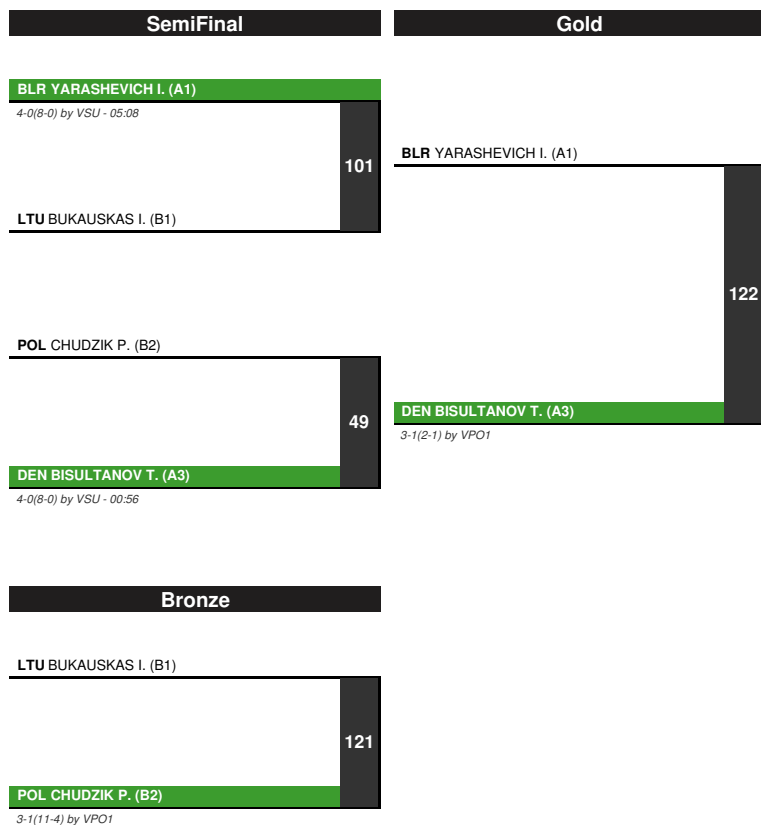 SemiFinal
Gold
BLR YARASHEVICH I. (A1)
4-0(8-0) by VSU - 05:08
101
LTU BUKAUSKAS I. (B1)
BLR YARASHEVICH I. (A1)
122
POL CHUDZIK P. (B2)
49
DEN BISULTANOV T. (A3)
4-0(8-0) by VSU - 00:56
DEN BISULTANOV T. (A3)
3-1(2-1) by VPO1
Bronze
LTU BUKAUSKAS I. (B1)
121
POL CHUDZIK P. (B2)
3-1(11-4) by VPO1